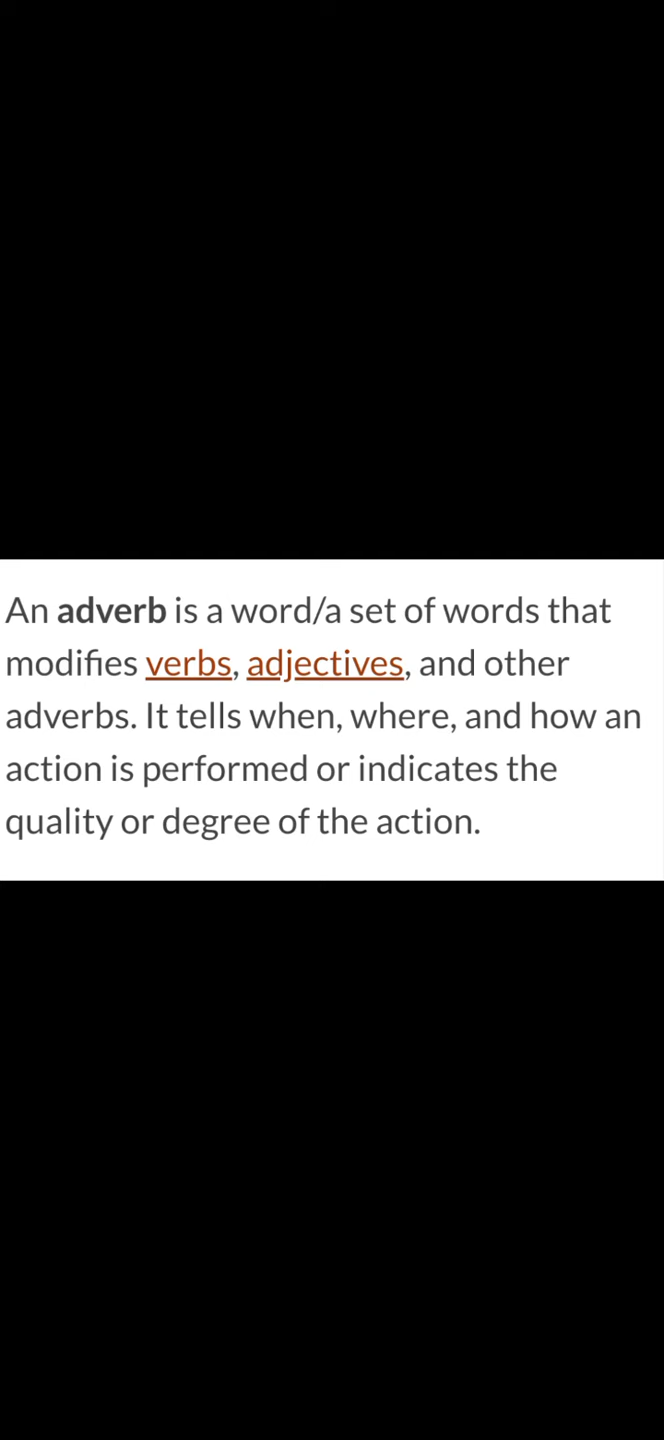 An adverb is a word/a set of words that
modifies verbs, adjectives, and other
adverbs. It tells when, where, and how an
action is performed or indicates the
quality or degree of the action.